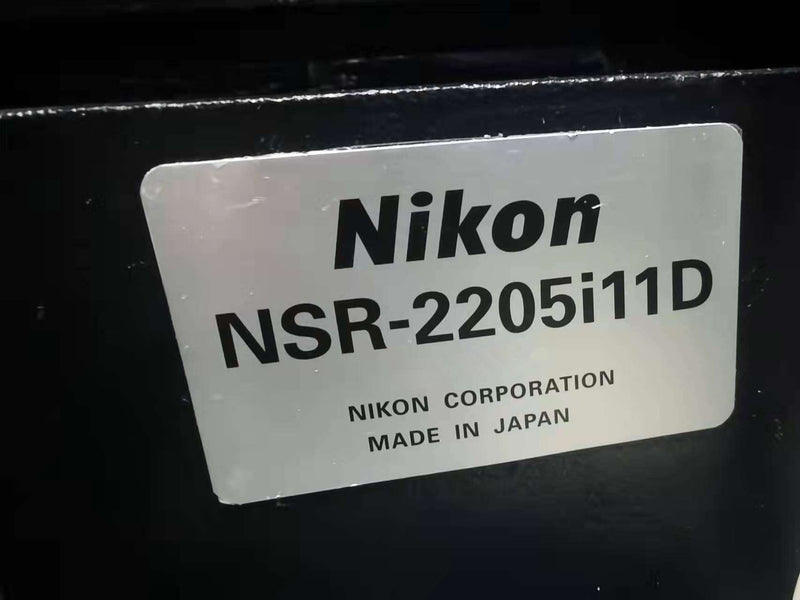 Nikon
NSR-2205i11D
NIKON CORPORATION
MADE IN JAPAN